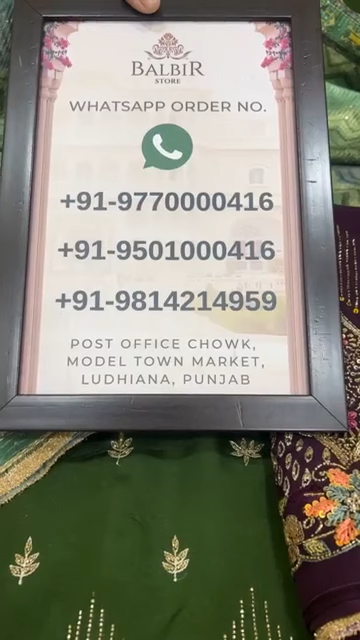 BALBIR
STORE
WHATSAPP ORDER NO.
+91-9770000416
+91-9501000416
+91-9814214959
POST OFFICE CHOWK,
MODEL TOWN MARKET,
LUDHIANA, PUNJAB